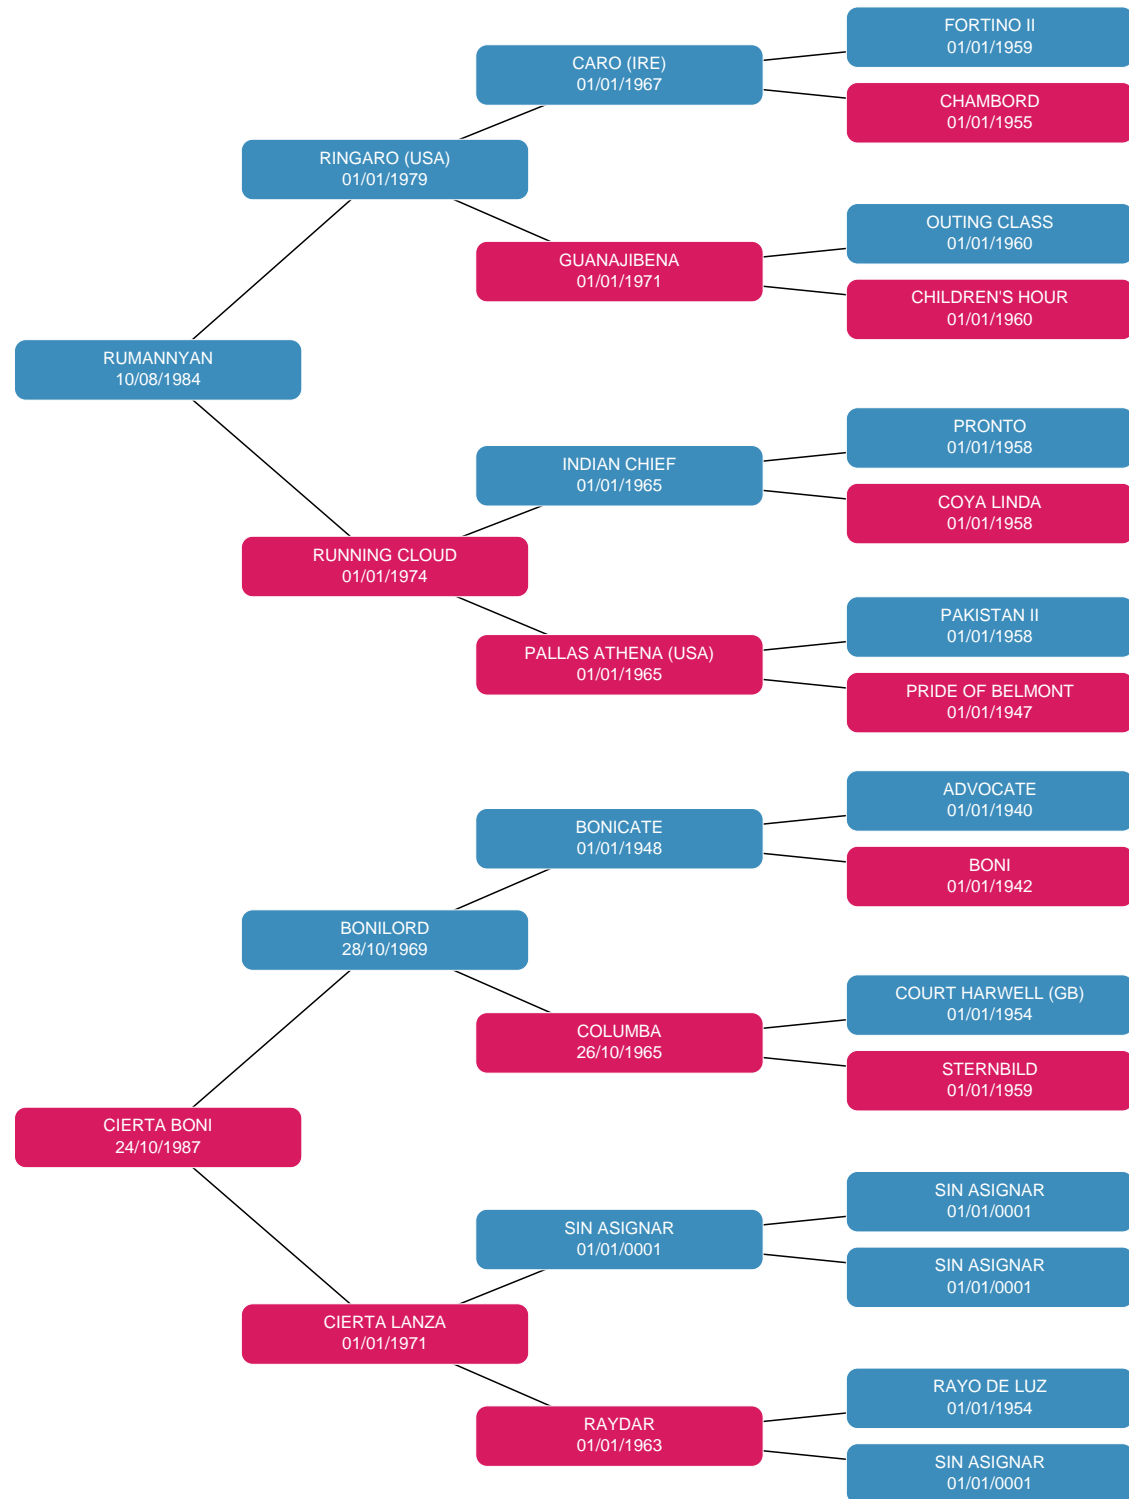 FORTINO II
01/01/1959
CARO (IRE)
01/01/1967
CHAMBORD
01/01/1955
RINGARO (USA)
01/01/1979
OUTING CLASS
01/01/1960
GUANAJIBENA
01/01/1971
CHILDREN'S HOUR
01/01/1960
RUMANNYAN
10/08/1984
PRONTO
01/01/1958
INDIAN CHIEF
01/01/1965
COYA LINDA
01/01/1958
RUNNING CLOUD
01/01/1974
PAKISTAN II
01/01/1958
PALLAS ATHENA (USA)
01/01/1965
PRIDE OF BELMONT
01/01/1947
ADVOCATE
01/01/1940
BONICATE
01/01/1948
BONI
01/01/1942
BONILORD
28/10/1969
COURT HARWELL (GB)
01/01/1954
COLUMBA
26/10/1965
STERNBILD
01/01/1959
CIERTA BONI
24/10/1987
SIN ASIGNAR
01/01/0001
SIN ASIGNAR
01/01/0001
SIN ASIGNAR
01/01/0001
CIERTA LANZA
01/01/1971
RAYO DE LUZ
01/01/1954
RAYDAR
01/01/1963
SIN ASIGNAR
01/01/0001